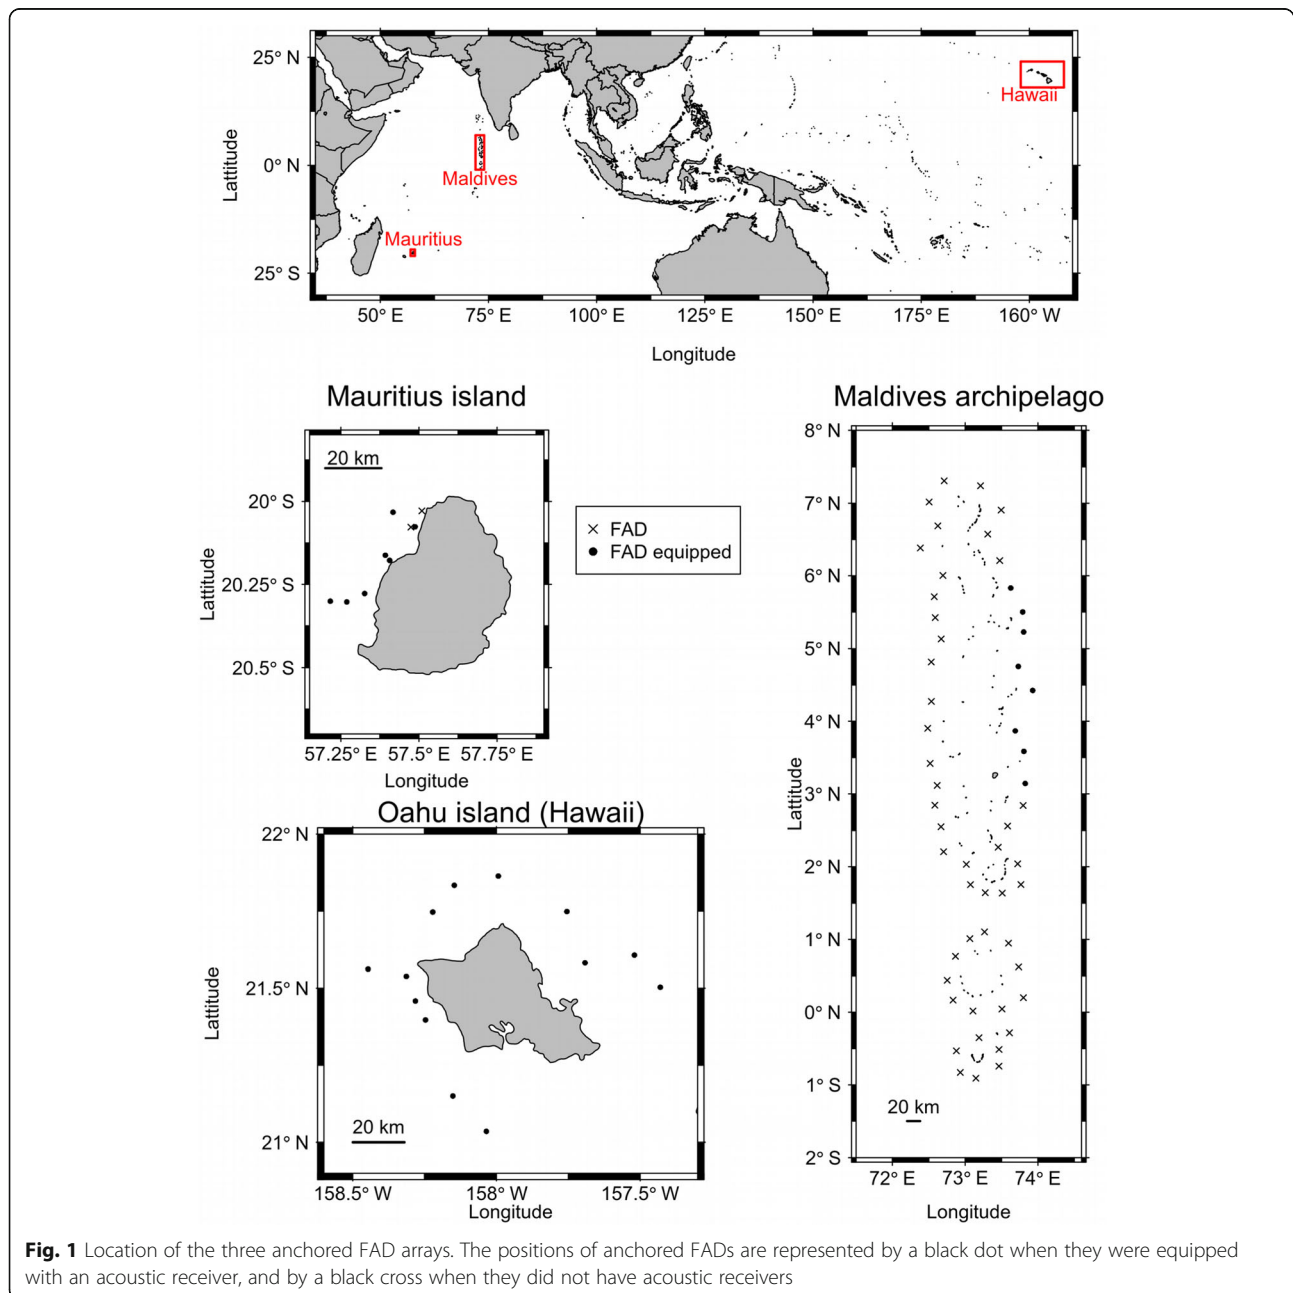 25° N
0° N
25° S
Lattitude
Hawaii
Maldives
Mauritius
50° E 75° E 100° E 125° E 150° E 175° E 160° W
Longitude
Mauritius island
20 km
20° S
20.25° S
20.5° S
Lattitude
57.25° E 57.5° E 57.75° E
Longitude
FAD
FAD equipped
Maldives archipelago
8° N
7° N
6° N
5° N
4° N
3° N
2° N
1° N
0° N
1° S
2° S
Lattitude
20 km
72° E 73° E 74° E
Longitude
Oahu island (Hawaii)
22° N
21.5° N
21° N
Lattitude
20 km
158.5° W 158° W 157.5° W
Longitude
Fig. 1 Location of the three anchored FAD arrays. The positions of anchored FADs are represented by a black dot when they were equipped
with an acoustic receiver, and by a black cross when they did not have acoustic receivers